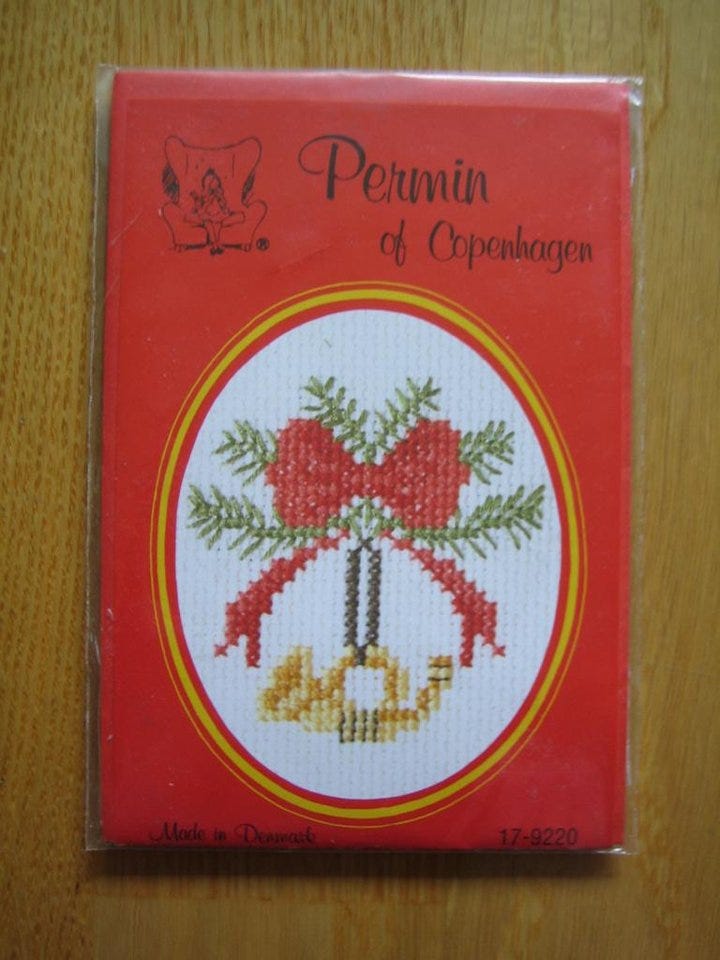 Permin
of Copenhagen
®
Made in Denmark
17-9220